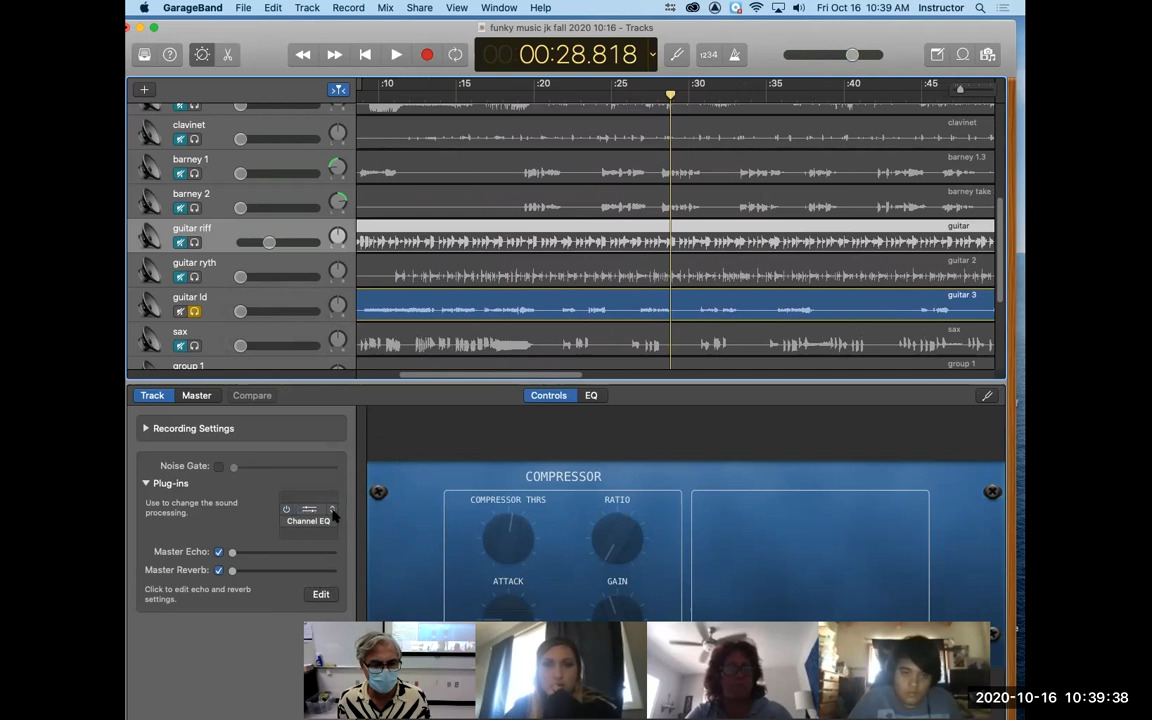 GarageBand File Edit Track Record Mix Share View Window Help Fri Oct 16 10:39 AM Instructor
funky music jk fall 2020 10:16 - Tracks
00:28.818 1234
:10 :15 :20 :25 :30 :35 :40 :45
clavinet clavinet
barney 1 barney 1.3
barney 2 barney take
guitar riff guitar
guitar ryth guitar 2
guitar ld guitar 3
sax sax
group 1 group 1
Track Master Compare Controls EQ
Recording Settings
Noise Gate:
Plug-ins
Use to change the sound
processing.
Channel EQ
Master Echo:
Master Reverb:
Click to edit echo and reverb
settings.
Edit
COMPRESSOR
COMPRESSOR THRS RATIO
ATTACK GAIN
2020-10-16 10:39:38